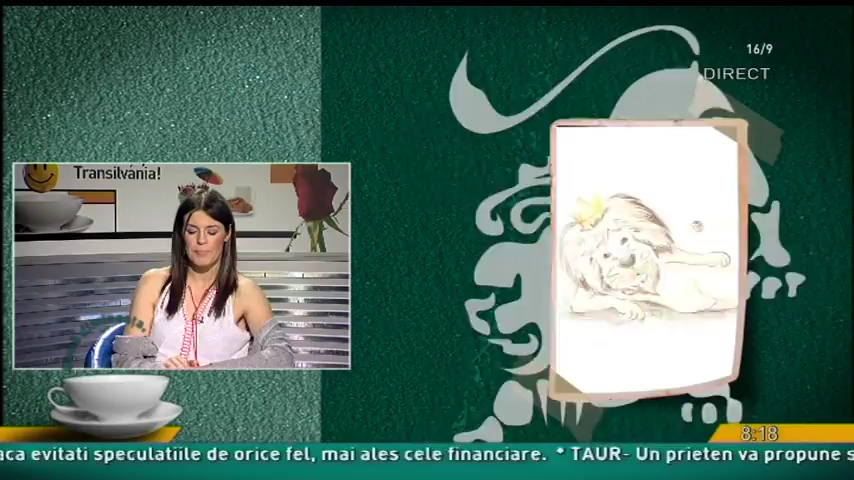 16/9
DIRECT
Transilvania!
8:18
aca evitati speculatiile de orice fel, mai ales cele financiare. * TAUR- Un prieten va propune s